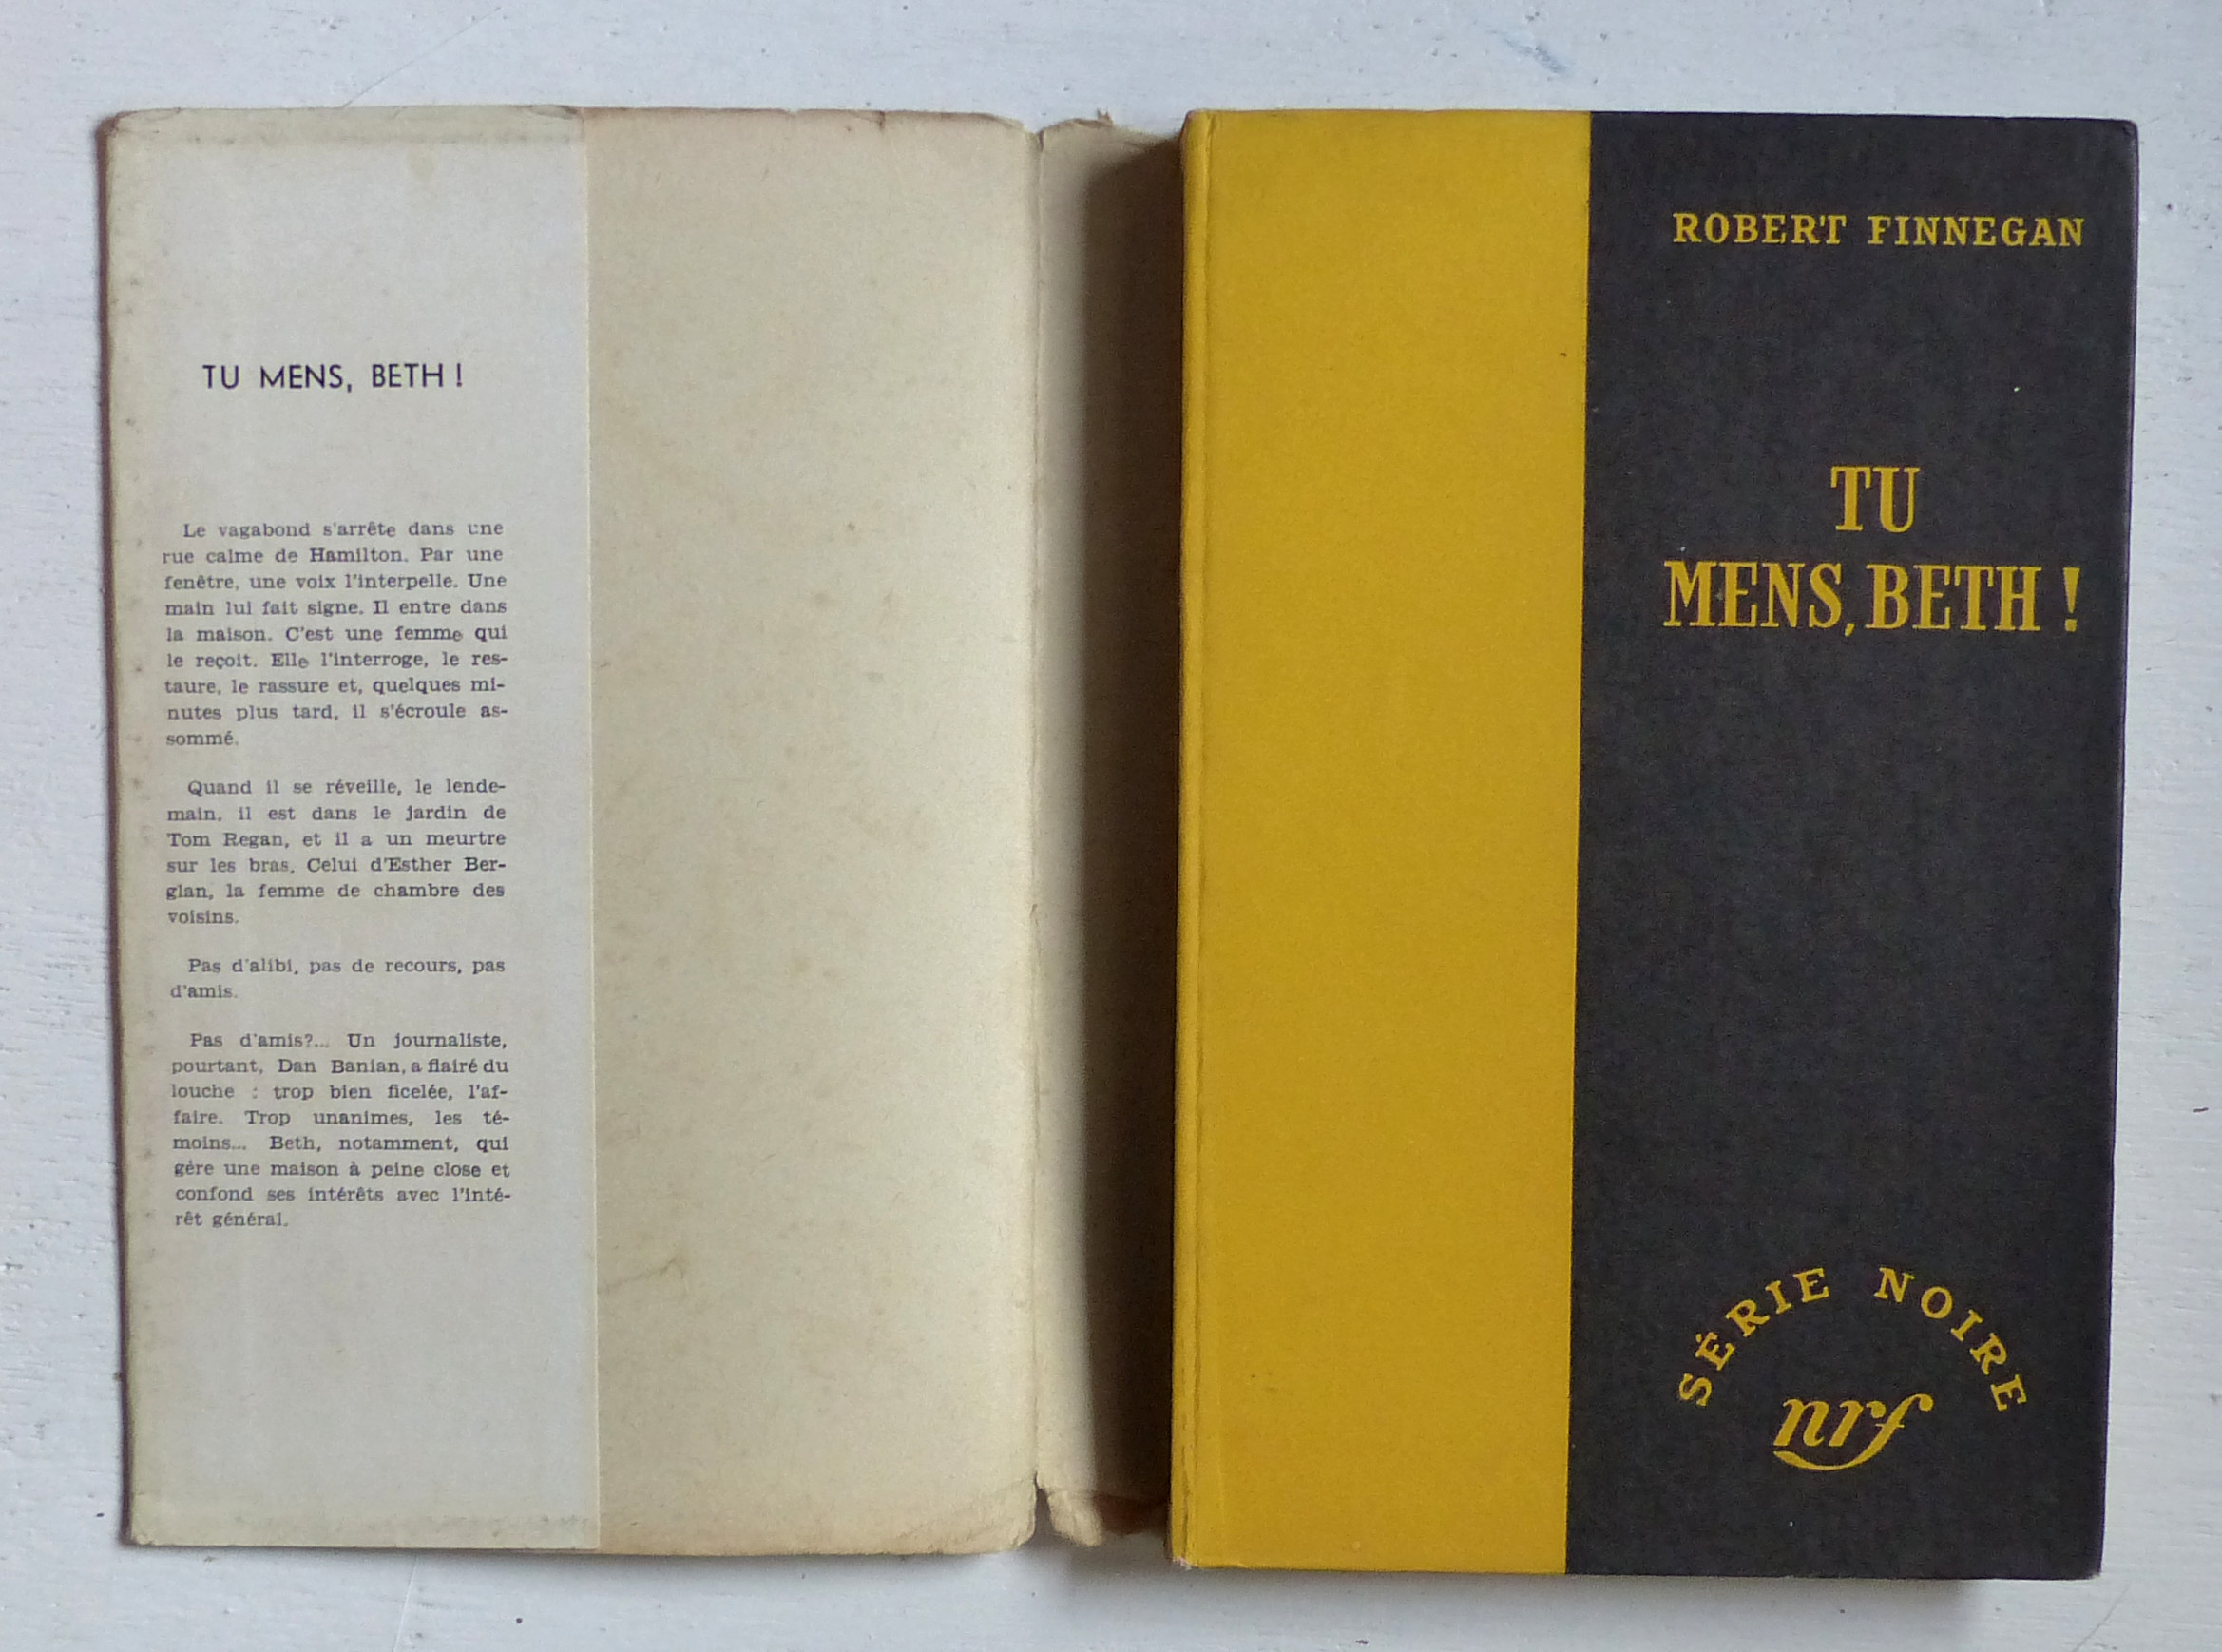 TU MENS, BETH !
Le vagabond s'arrête dans une
rue calme de Hamilton. Par une
fenêtre, une voix l'interpelle. Une
main lui fait signe. Il entre dans
la maison. C'est une femme qui
le reçoit. Elle l'interroge, le res-
taure, le rassure et, quelques mi-
nutes plus tard, il s'écroule as-
sommé.
Quand il se réveille, le lende-
main, il est dans le jardin de
Tom Regan, et il a un meurtre
sur les bras. Celui d'Esther Ber-
glan, la femme de chambre des
voisins.
Pas d'alibi, pas de recours, pas
d'amis.
Pas d'amis?... Un journaliste,
pourtant, Dan Banian, a flairé du
louche : trop bien ficelée, l'af-
faire. Trop unanimes, les té-
moins... Beth, notamment, qui
gère une maison à peine close et
confond ses intérêts avec l'inté-
rêt général.
ROBERT FINNEGAN
TU
MENS, BETH !
SÉRIE NOIRE
nrf